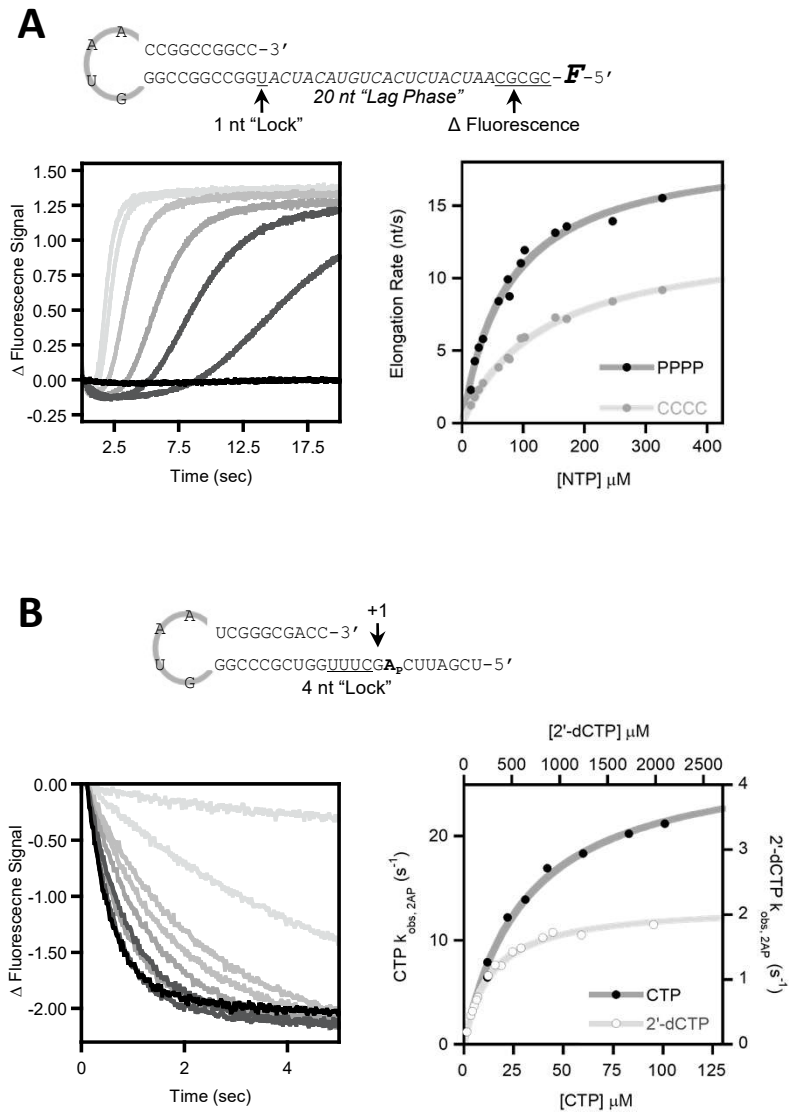 A
A
A
U
G
CCGGCCGGCC-3′
GGCCGGCCGGUACUACAUGUCACUCUACUAACGCGC-F-5′
20 nt “Lag Phase”
1 nt “Lock”
Δ Fluorescence
Δ Fluorescecne Signal
1.50
1.25
1.00
0.75
0.50
0.25
0.00
-0.25
2.5 7.5 12.5 17.5
Time (sec)
Elongation Rate (nt/s)
15
10
5
0
PPPP
CCCC
0 100 200 300 400
[NTP] μM
B
+1
A
A
U
G
UCGGGCGACC-3′
GGCCCGCUGGUUUCGAPCUUAGCU-5′
4 nt “Lock”
Δ Fluorescecne Signal
0.00
-0.50
-1.00
-1.50
-2.00
0 2 4
Time (sec)
[2'-dCTP] μM
0 500 1000 1500 2000 2500
CTP kobs, 2AP (s-1)
20
10
0
4
3
2
1
0
2'-dCTP kobs, 2AP (s-1)
CTP
2'-dCTP
0 25 50 75 100 125
[CTP] μM